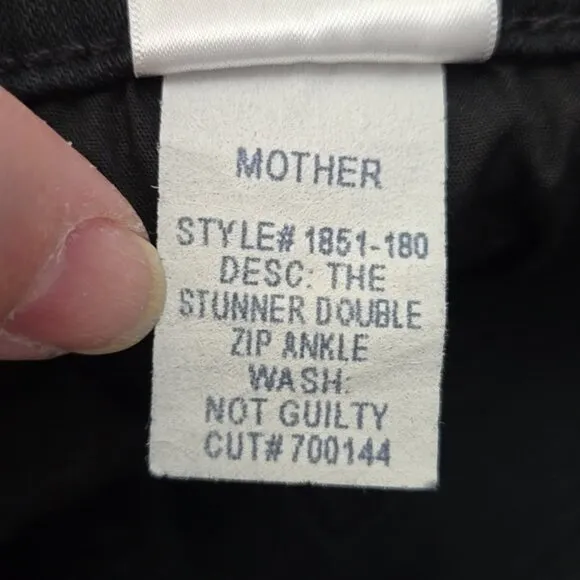 MOTHER
STYLE# 1851-180
DESC: THE
STUNNER DOUBLE
ZIP ANKLE
WASH:
NOT GUILTY
CUT# 700144